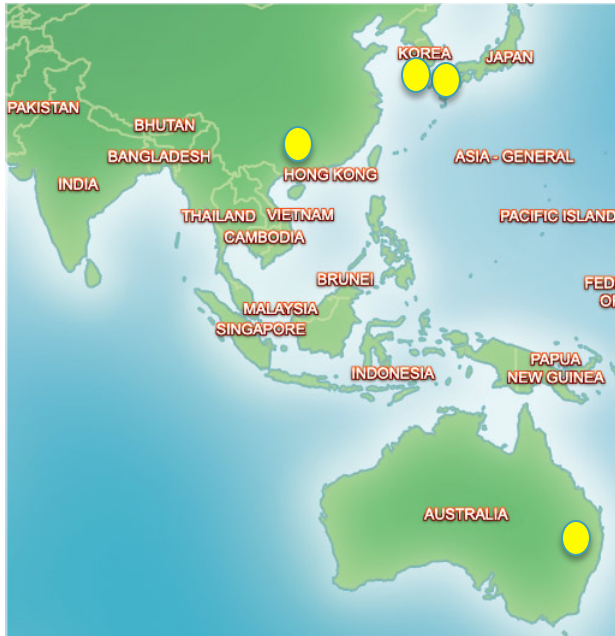 KOREA
JAPAN
PAKISTAN
BHUTAN
BANGLADESH
ASIA - GENERAL
HONG KONG
INDIA
THAILAND
VIETNAM
PACIFIC ISLAND
CAMBODIA
BRUNEI
FED
MALAYSIA
SINGAPORE
PAPUA
NEW GUINEA
INDONESIA
AUSTRALIA